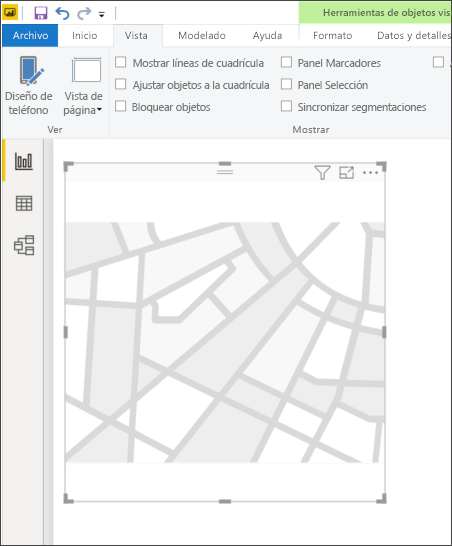 Herramientas de objetos vis
Archivo Inicio Vista Modelado Ayuda Formato Datos y detalles
Diseño de
teléfono
Vista de
página
Ver
Mostrar líneas de cuadrícula
Ajustar objetos a la cuadrícula
Bloquear objetos
Panel Marcadores
Panel Selección
Sincronizar segmentaciones
Mostrar